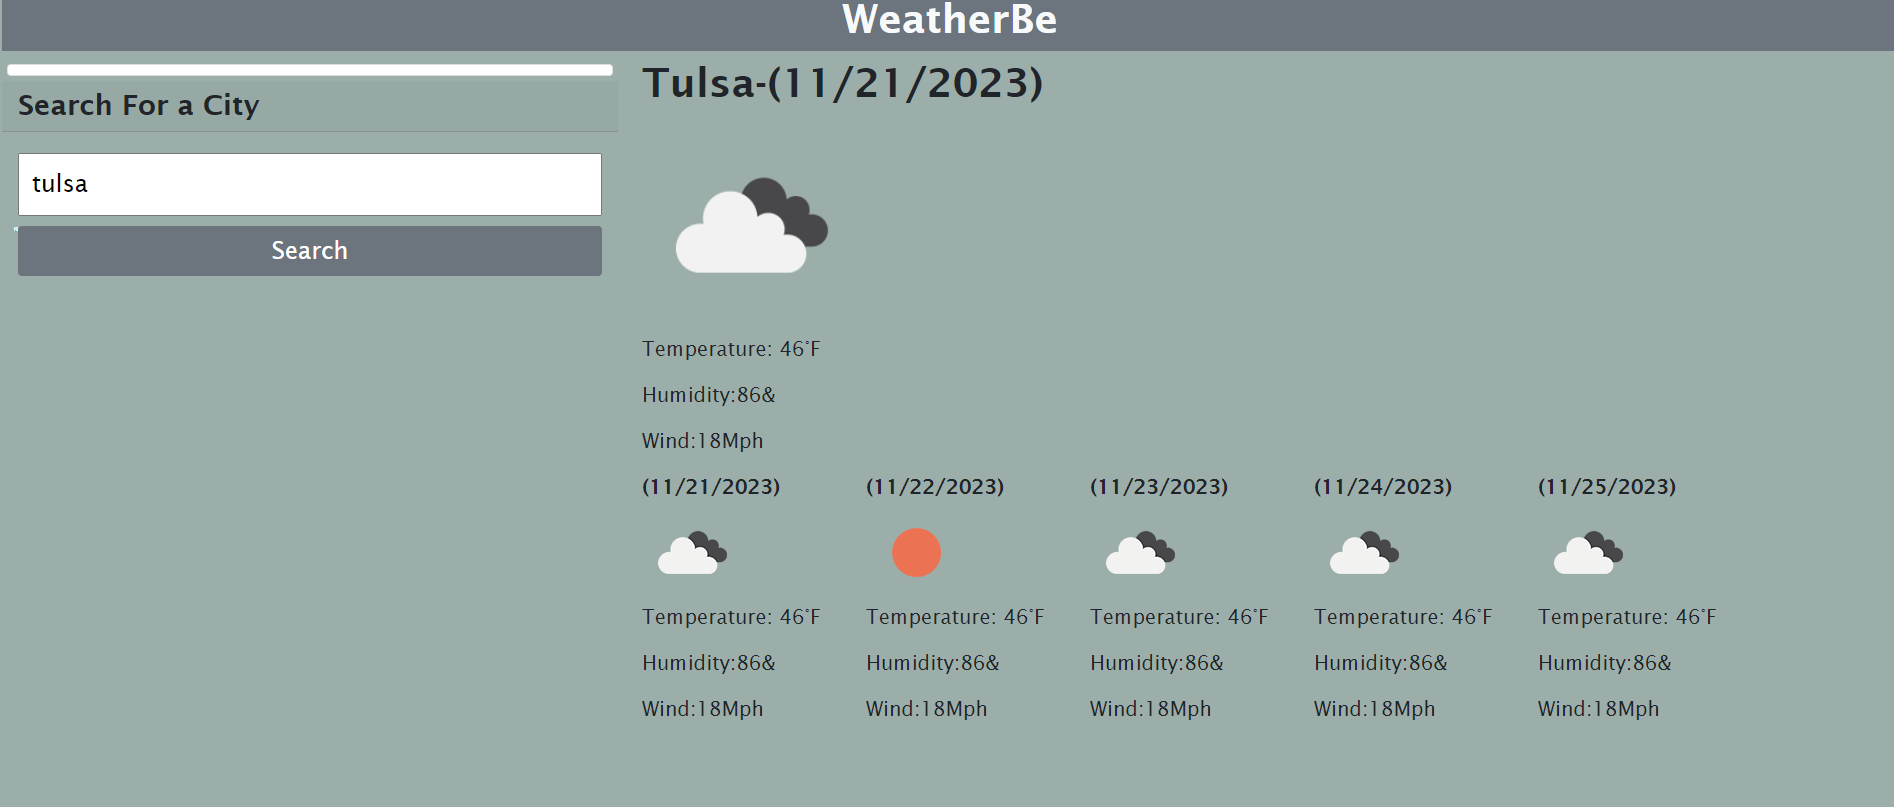 WeatherBe
Search For a City
tulsa
Search
Tulsa-(11/21/2023)
Temperature: 46°F
Humidity:86&
Wind:18Mph
(11/21/2023) (11/22/2023) (11/23/2023) (11/24/2023) (11/25/2023)
Temperature: 46°F Temperature: 46°F Temperature: 46°F Temperature: 46°F Temperature: 46°F
Humidity:86& Humidity:86& Humidity:86& Humidity:86& Humidity:86&
Wind:18Mph Wind:18Mph Wind:18Mph Wind:18Mph Wind:18Mph